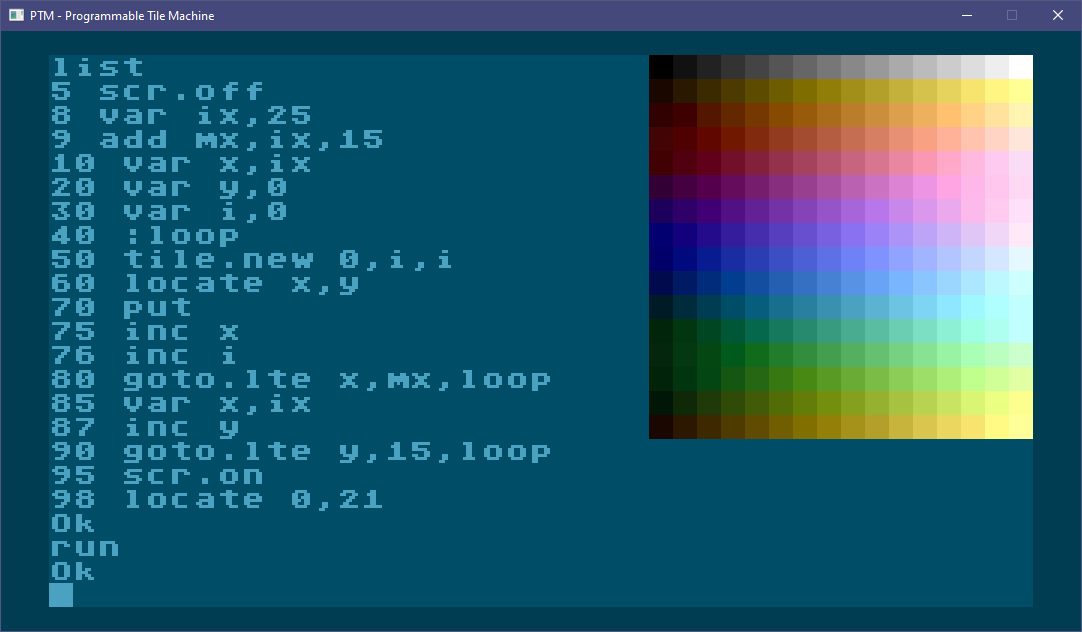 PTM - Programmable Tile Machine
list
5 scr.off
8 var ix,25
9 add mx,ix,15
10 var x,ix
20 var y,0
30 var i,0
40 :loop
50 tile.new 0,i,i
60 locate x,y
70 put
75 inc x
76 inc i
80 goto.lte x,mx,loop
85 var x,ix
87 inc y
90 goto.lte y,15,loop
95 scr.on
98 locate 0,21
Ok
run
Ok